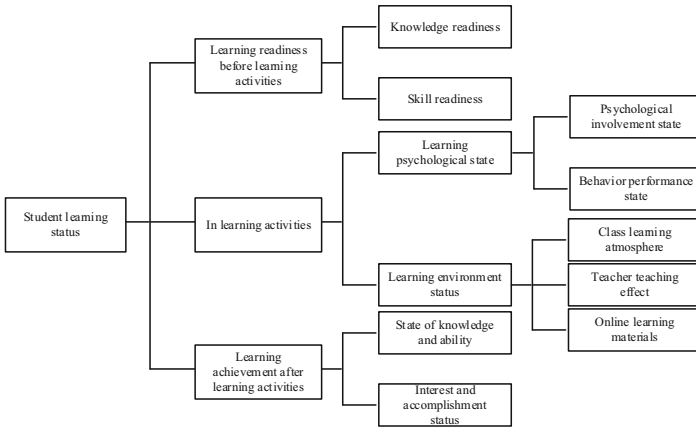 Knowledge readiness
Learning readiness
before learning
activities
Skill readiness
Psychological
involvement state
Learning
psychological state
Behavior performance
state
Student learning
status
In learning activities
Class learning
atmosphere
Learning environment
status
Teacher teaching
effect
Online learning
materials
State of knowledge
and ability
Learning
achievement after
learning activities
Interest and
accomplishment
status